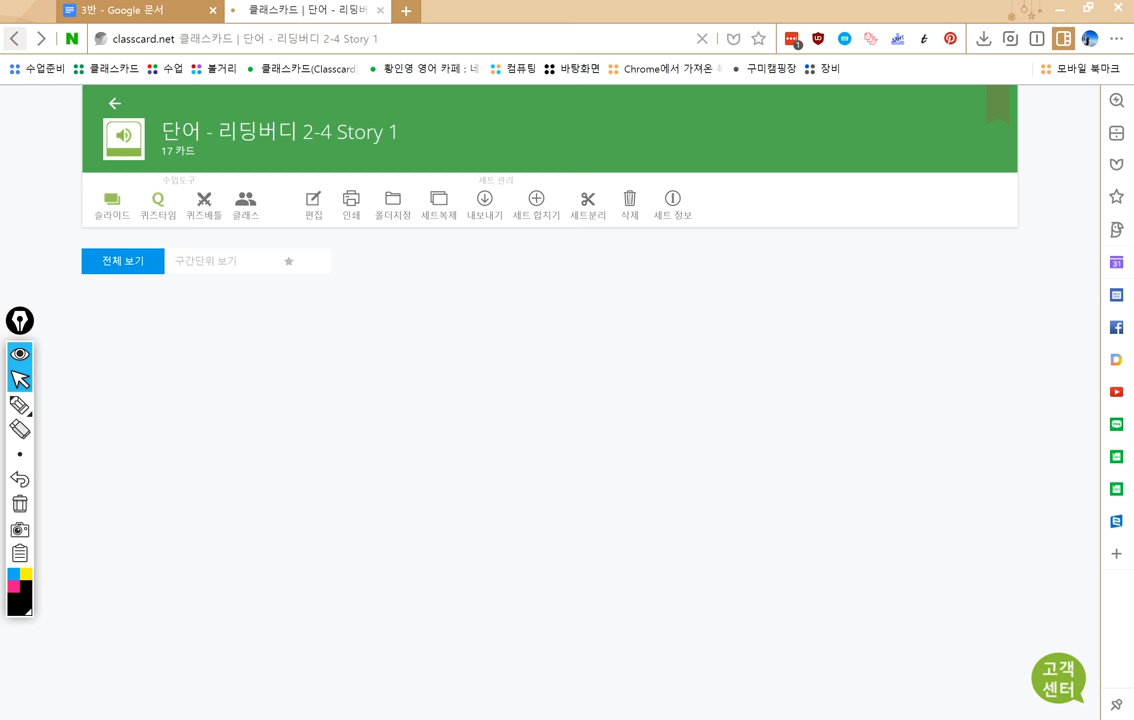 3반 - Google 문서
클래스카드 | 단어 - 리딩버
classcard.net 클래스카드 | 단어 - 리딩버디 2-4 Story 1
수업준비 클래스카드 수업 볼거리 클래스카드(Classcard 황인영 영어 카페 : 네 컴퓨팅 바탕화면 Chrome에서 가져온 구미캠핑장 장비 모바일 북마크
단어 - 리딩버디 2-4 Story 1
17 카드
수업도구 세트 관리
슬라이드 퀴즈타임 퀴즈배틀 클래스 편집 인쇄 폴더지정 세트복제 내보내기 세트 합치기 세트분리 삭제 세트 정보
전체 보기 구간단위 보기
31
고객
센터